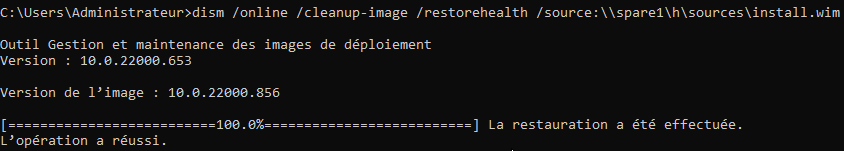 C:\Users\Administrateur>dism /online /cleanup-image /restorehealth /source:\\spare1\h\sources\install.wim
Outil Gestion et maintenance des images de déploiement
Version : 10.0.22000.653
Version de l’image : 10.0.22000.856
[==========================100.0%==========================] La restauration a été effectuée.
L’opération a réussi.